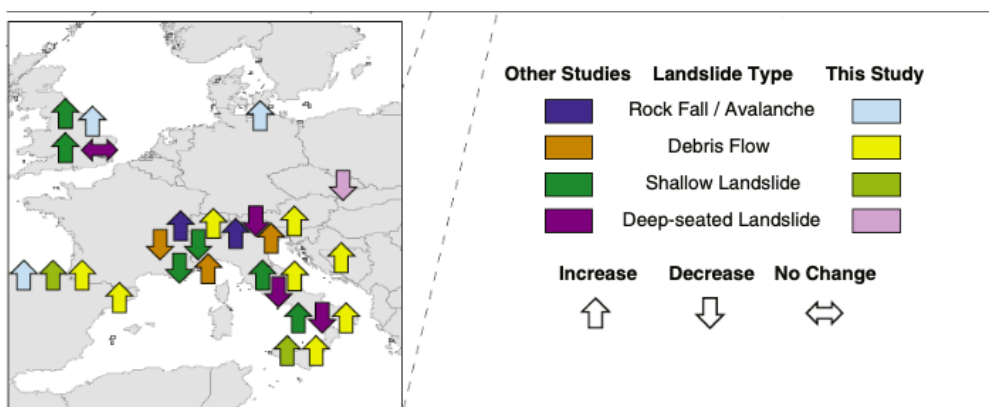 Other Studies Landslide Type This Study
Rock Fall / Avalanche
Debris Flow
Shallow Landslide
Deep-seated Landslide
Increase Decrease No Change